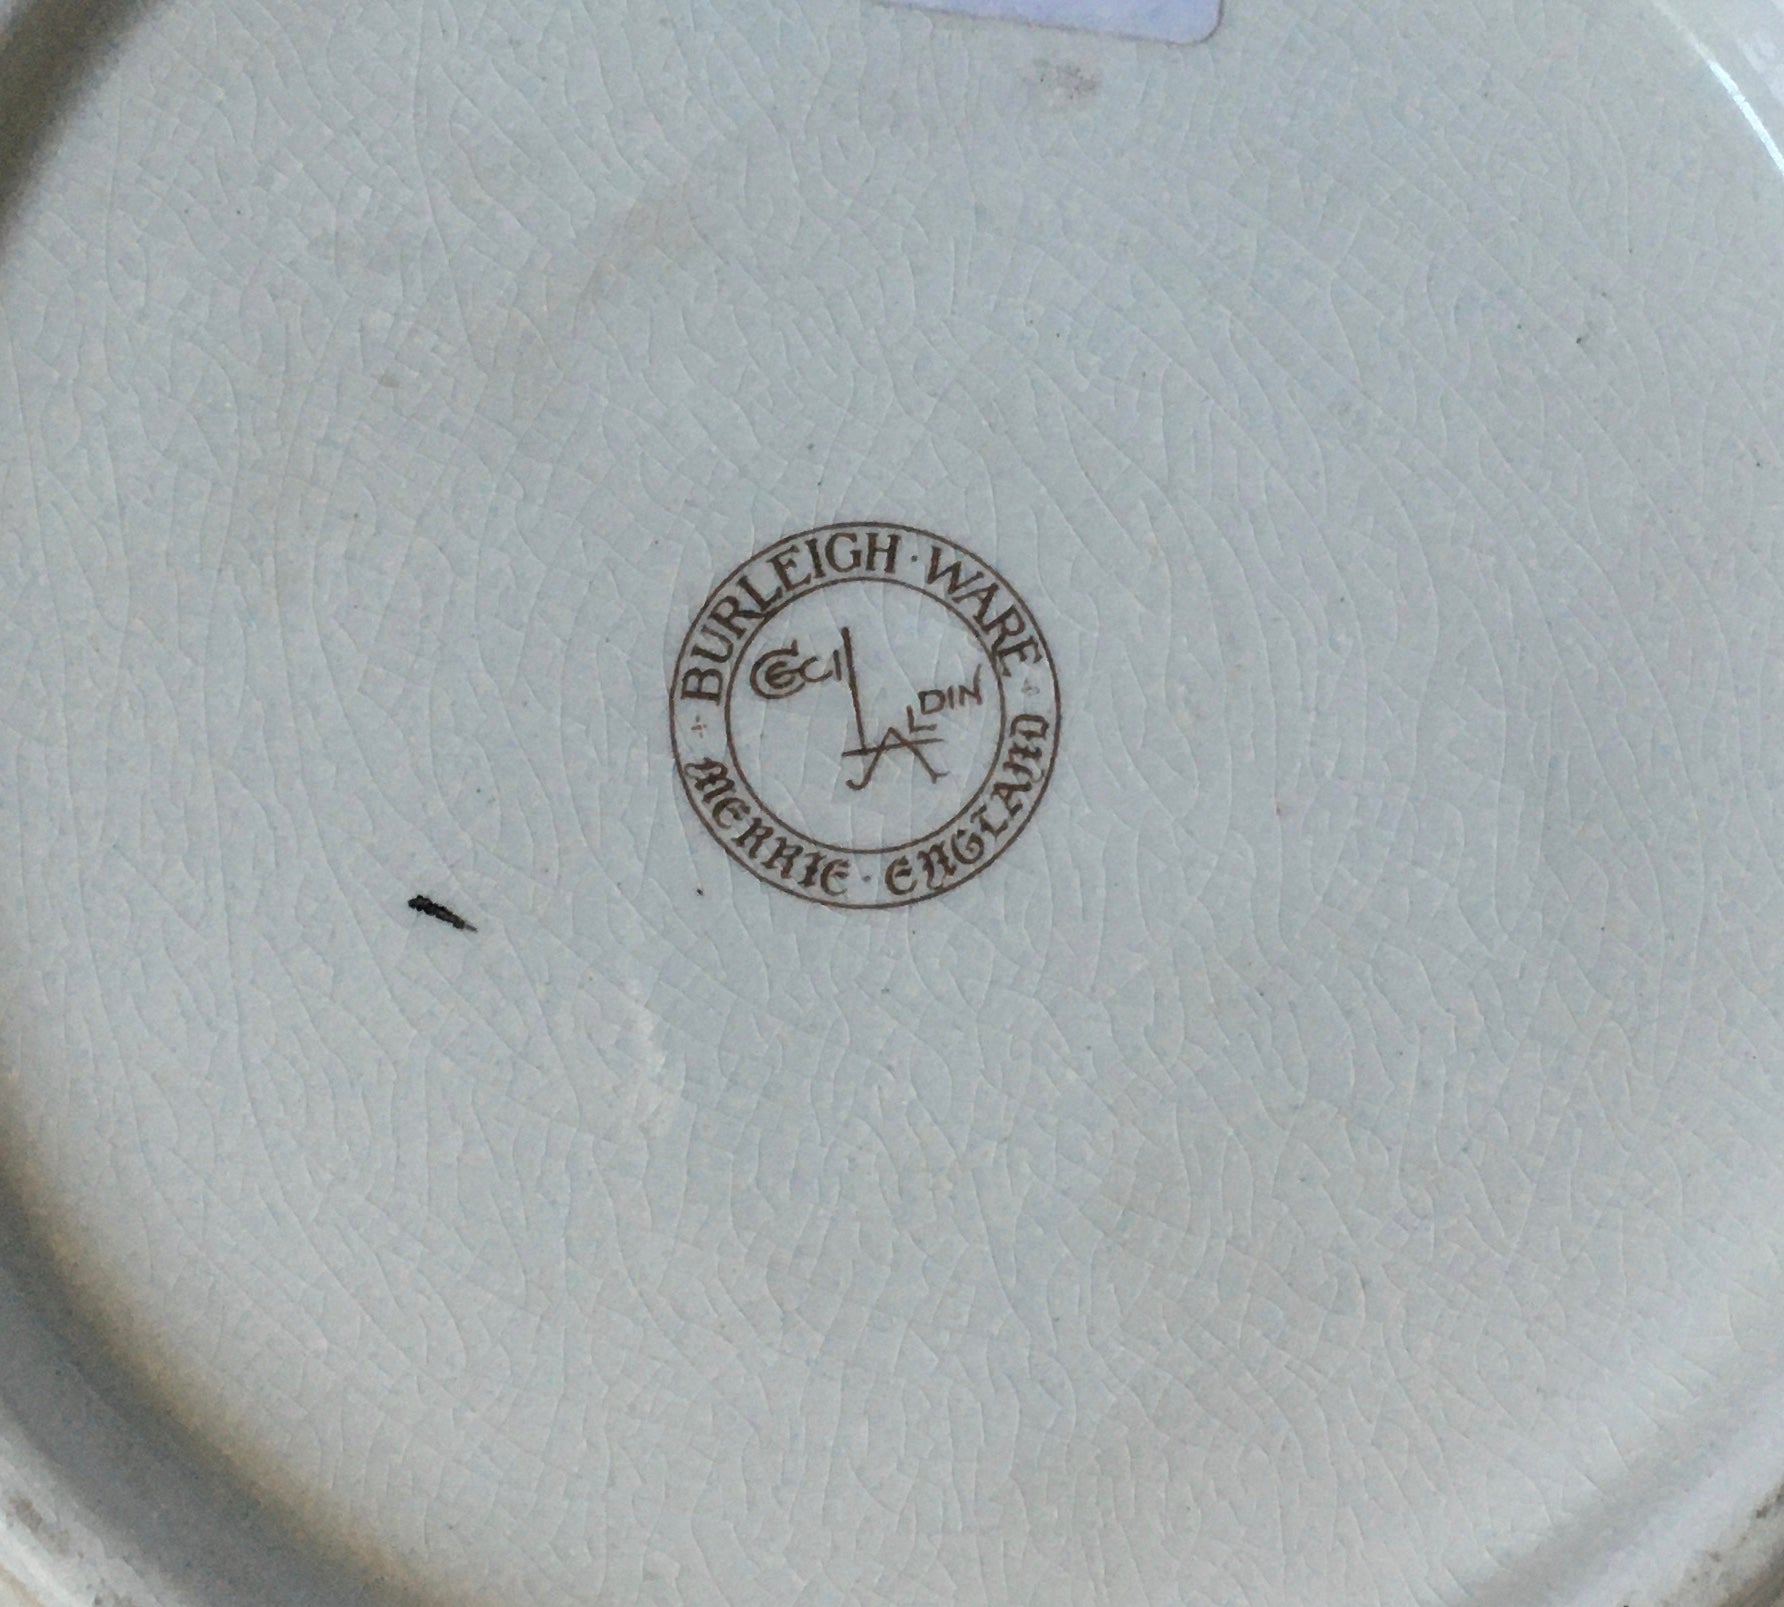 BURLEIGH · WARE
CECIL
ALDIN
MERRIE · ENGLAND